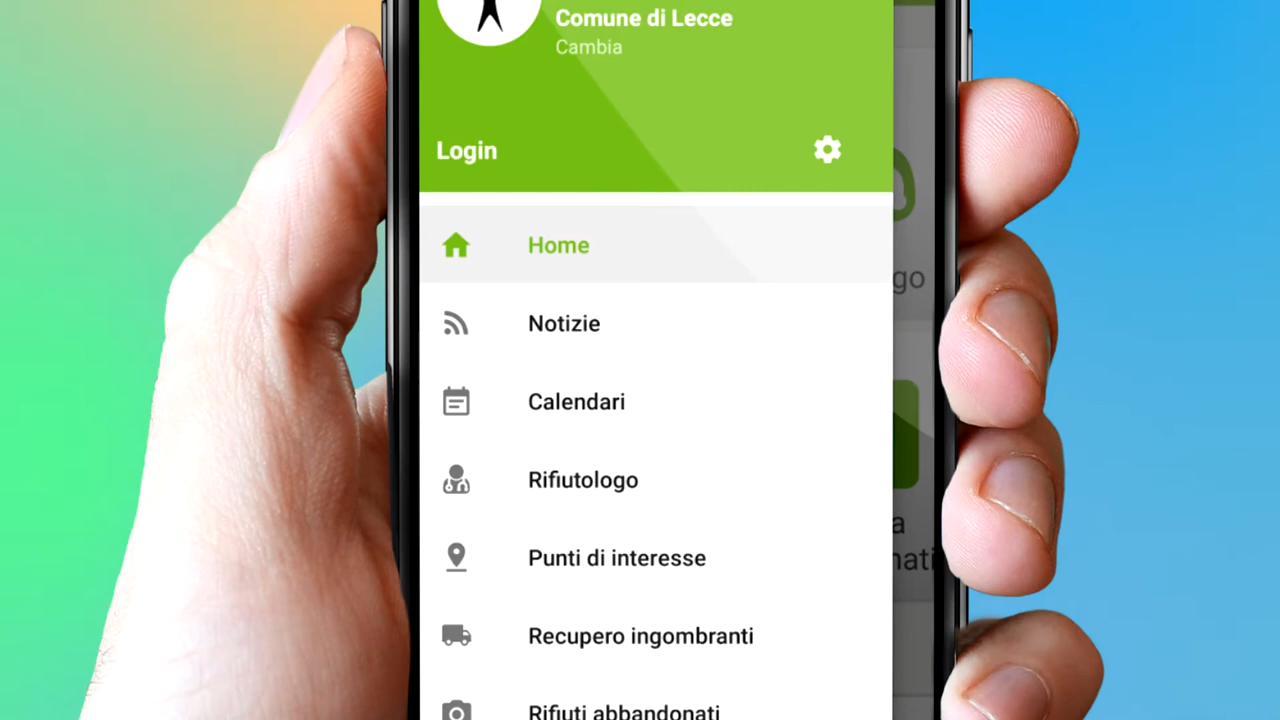 Comune di Lecce
Cambia
Login
Home
Notizie
Calendari
Rifiutologo
Punti di interesse
Recupero ingombranti
Rifiuti abbandonati